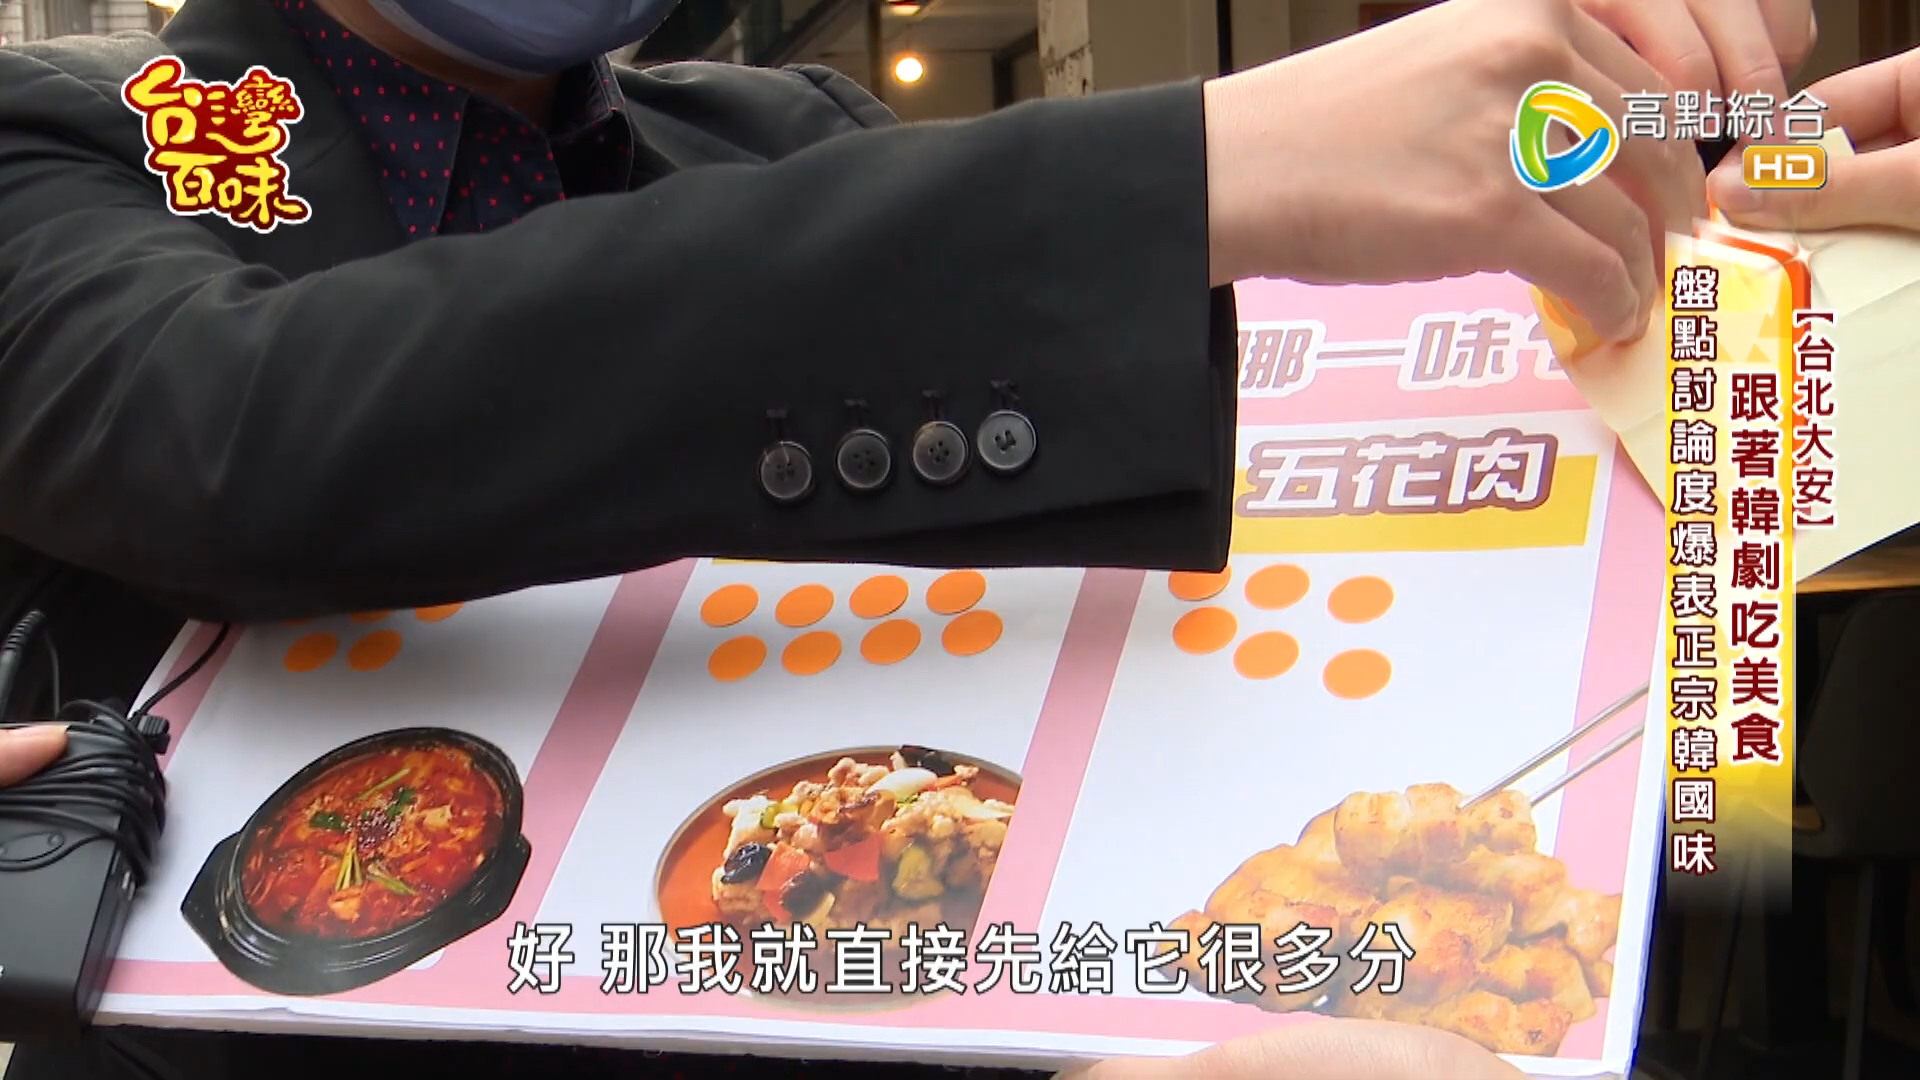 台灣
百味
高點綜合
HD
【台北大安】
跟著韓劇吃美食
盤點討論度爆表正宗韓國味
哪一味
五花肉
好 那我就直接先給它很多分